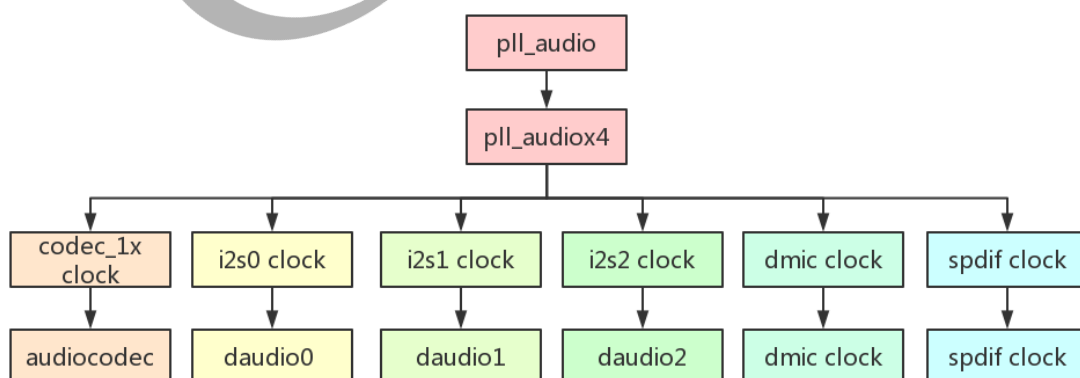 pll_audio
pll_audiox4
codec_1x
clock
i2s0 clock
i2s1 clock
i2s2 clock
dmic clock
spdif clock
audiocodec
daudio0
daudio1
daudio2
dmic clock
spdif clock